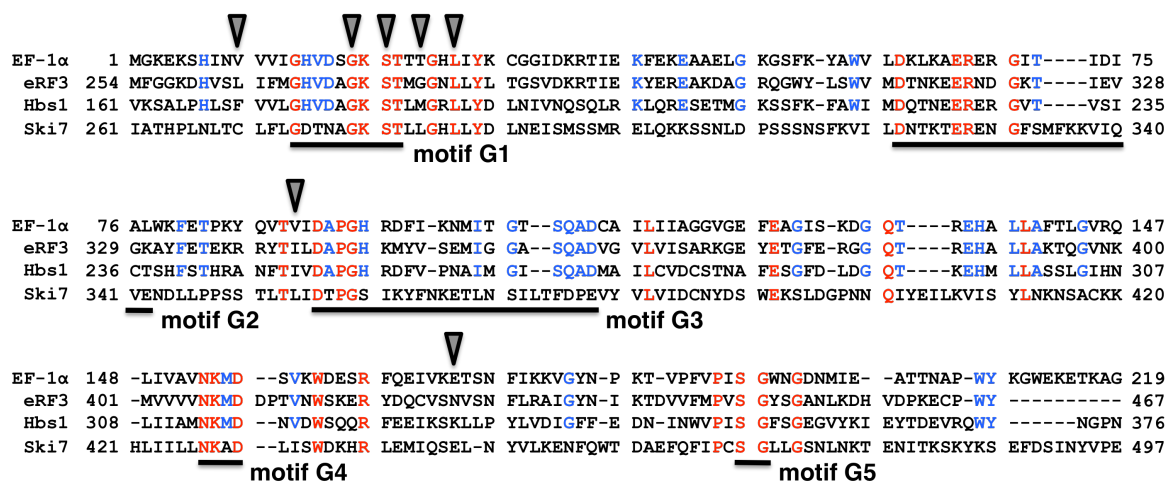 EF-1α 1 MGKEKSHINV VVIGHVDSGK STTTGHLIYK CGGIDKRTIE KFEKEAAELG KGSFK-YAWV LDKLKAERER GIT----IDI 75
eRF3 254 MFGGKDHVSL IFMGHVDAGK STMGGNLLYL TGSVDKRTIE KYEREAKDAG RQGWY-LSWV MDTNKEERND GKT----IEV 328
Hbs1 161 VKSALPHLSF VVLGHVDAGK STLMGRLLYD LNIVNQSQLR KLQRESETMG KSSFK-FAWI MDQTNEERER GVT----VSI 235
Ski7 261 IATHPLNLTC LFLGDTNAGK STLLGHLLYD LNEISMSSMR ELQKKSSNLD PSSSNSFKVI LDNTKTEREN GFSMFKKVIQ 340
motif G1
EF-1α 76 ALWKFETPKY QVTVIDAPGH RDFI-KNMIT GT--SQADCA ILIIAGGVGE FEAGIS-KDG QT----REHA LLAFTLGVRQ 147
eRF3 329 GKAYFETEKR RYTILDAPGH KMYV-SEMIG GA--SQADVG VLVISARKGE YETGFE-RGG QT----REHA LLAKTQGVNK 400
Hbs1 236 CTSHFSTHRA NFTIVDAPGH RDFV-PNAIM GI--SQADMA ILCVDCSTNA FESGFD-LDG QT----KEHM LLASSLGIHN 307
Ski7 341 VENDLLPPSS TLTLIDTPGS IKYFNKETLN SILTFDPEVY VLVIDCNYDS WEKSLDGPNN QIYEILKVIS YLNKNSACKK 420
motif G2 motif G3
EF-1α 148 -LIVAVNKMD --SVKWDESR FQEIVKETSN FIKKVGYN-P KT-VPFVPIS GWNGDNMIE- -ATTNAP-WY KGWEKETKAG 219
eRF3 401 -MVVVVNKMD DPTVNWSKER YDQCVSNVSN FLRAIGYN-I KTDVVFMPVS GYSGANLKDH VDPKECP-WY ---------- 467
Hbs1 308 -LIIAMNKMD --NVDWSQQR FEEIKSKLLP YLVDIGFF-E DN-INWVPIS GFSGEGVYKI EYTDEVRQWY ------NGPN 376
Ski7 421 HLIILLNKAD --LISWDKHR LEMIQSEL-N YVLKENFQWT DAEFQFIPCS GLLGSNLNKT ENITKSKYKS EFDSINYVPE 497
motif G4 motif G5